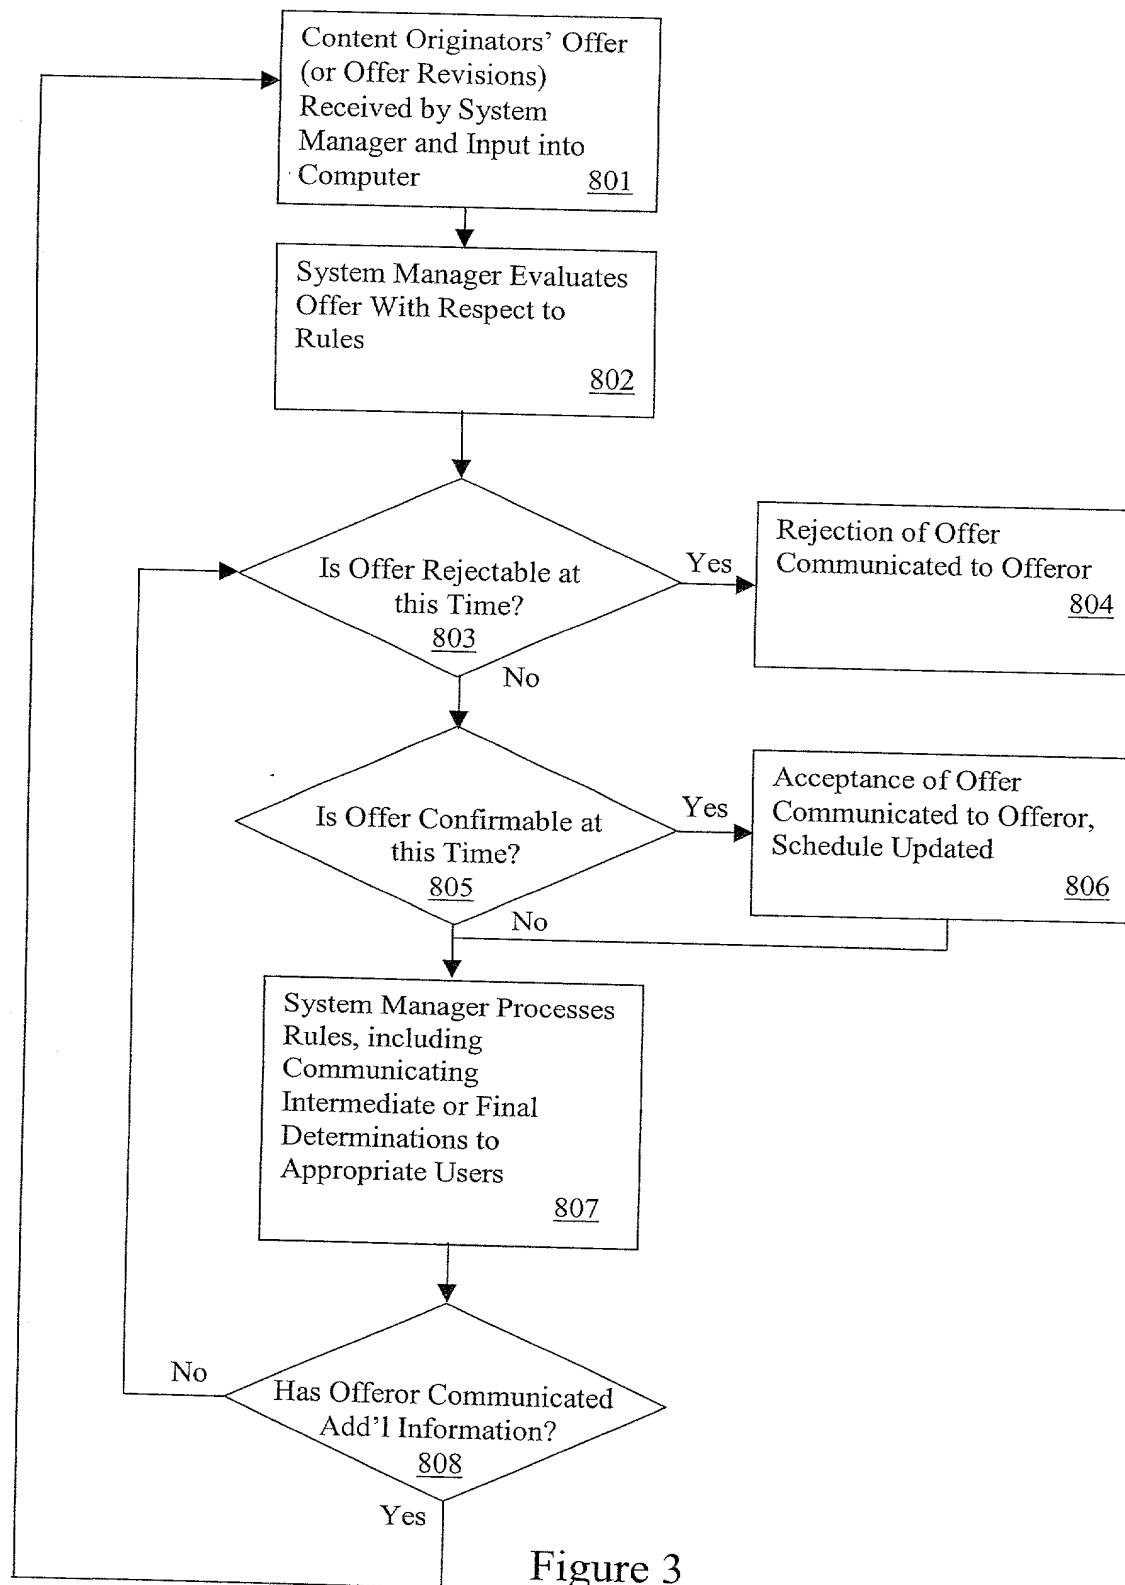 Content Originators' Offer
(or Offer Revisions)
Received by System
Manager and Input into
Computer 801
System Manager Evaluates
Offer With Respect to
Rules
802
Is Offer Rejectable at
this Time?
803
Yes
No
Rejection of Offer
Communicated to Offeror
804
Is Offer Confirmable at
this Time?
805
Yes
No
Acceptance of Offer
Communicated to Offeror,
Schedule Updated
806
System Manager Processes
Rules, including
Communicating
Intermediate or Final
Determinations to
Appropriate Users
807
No
Has Offeror Communicated
Add'l Information?
808
Yes
Figure 3